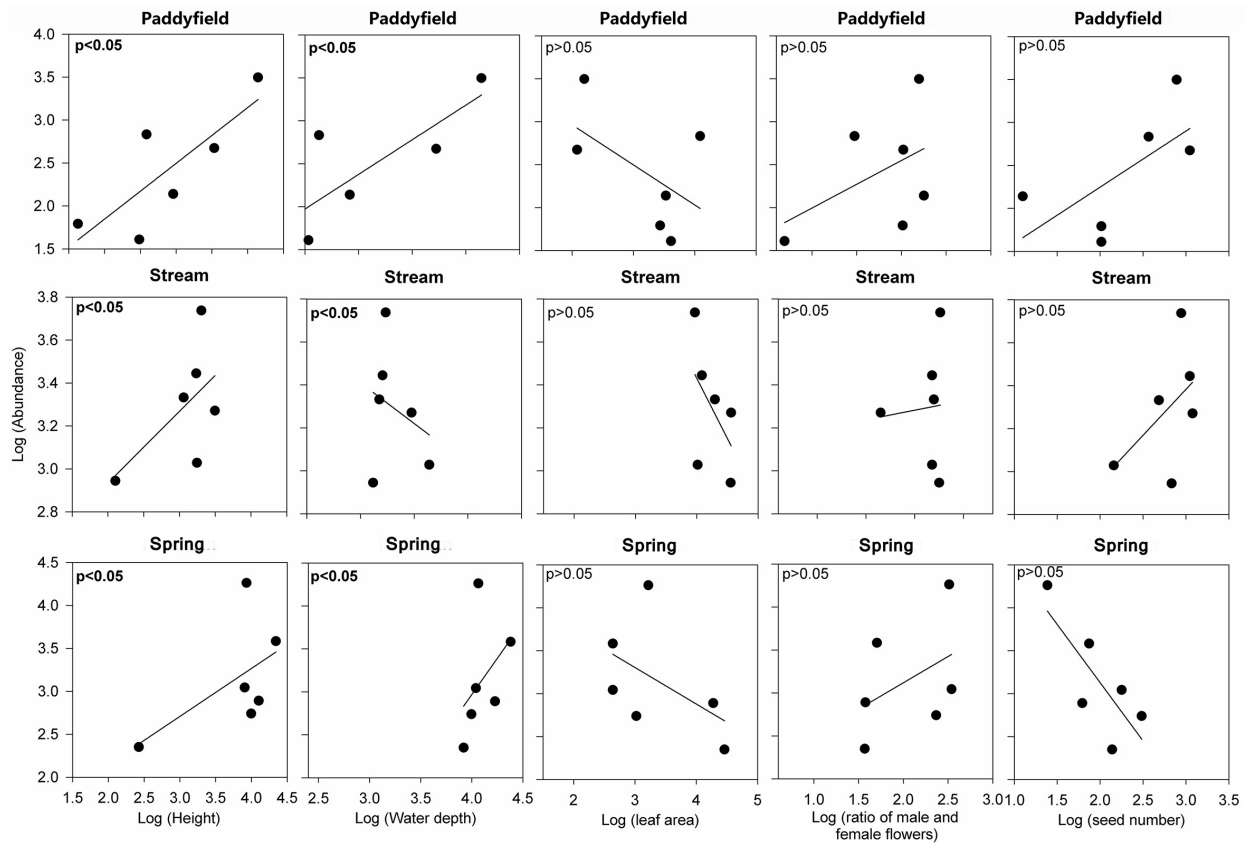 Paddyfield Paddyfield Paddyfield Paddyfield Paddyfield
4.0
p<0.05 p<0.05 p>0.05 p>0.05 p>0.05
3.5
3.0
2.5
2.0
1.5
Stream Stream Stream Stream Stream
3.8
p<0.05 p<0.05 p>0.05 p>0.05 p>0.05
3.6
3.4
3.2
3.0
2.8
Log (Abundance)
Spring Spring Spring Spring Spring
4.5
p<0.05 p<0.05 p>0.05 p>0.05 p>0.05
4.0
3.5
3.0
2.5
2.0
1.5 2.0 2.5 3.0 3.5 4.0 4.5 2.5 3.0 3.5 4.0 4.5 2 3 4 5 1.0 1.5 2.0 2.5 3.0 1.0 1.5 2.0 2.5 3.0 3.5
Log (Height) Log (Water depth) Log (leaf area) Log (ratio of male and Log (seed number)
female flowers)